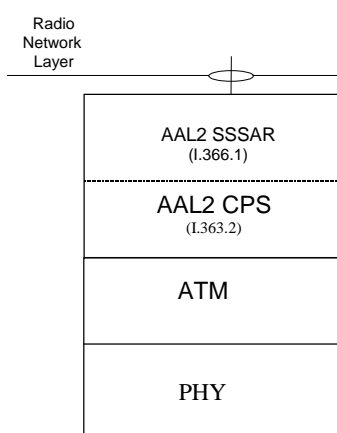 Radio
Network
Layer
AAL2 SSSAR
(I.366.1)
AAL2 CPS
(I.363.2)
ATM
PHY